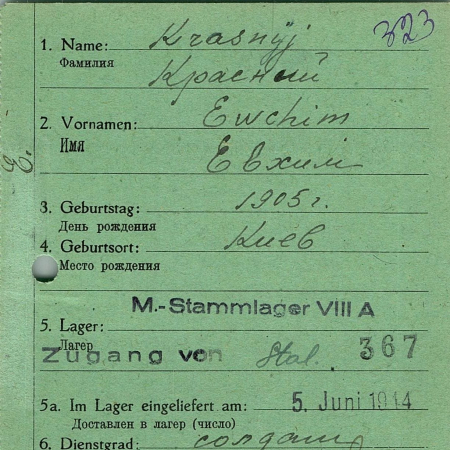 323
1. Name: Krasnyj
Фамилия
Красный
2. Vornamen: Ewchim
Имя
Евхим
E.
3. Geburtstag: 1905 г.
День рождения
4. Geburtsort: Киев
Место рождения
M.-Stammlager VIII A
5. Lager:
Лагер
Zugang von Stal. 367
5a. Im Lager eingeliefert am: 5. Juni 1944
Доставлен в лагер (число)
6. Dienstgrad: солдат